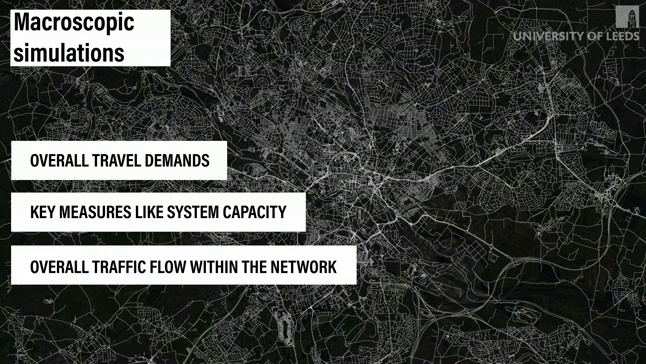 Macroscopic
simulations
UNIVERSITY OF LEEDS
OVERALL TRAVEL DEMANDS
KEY MEASURES LIKE SYSTEM CAPACITY
OVERALL TRAFFIC FLOW WITHIN THE NETWORK